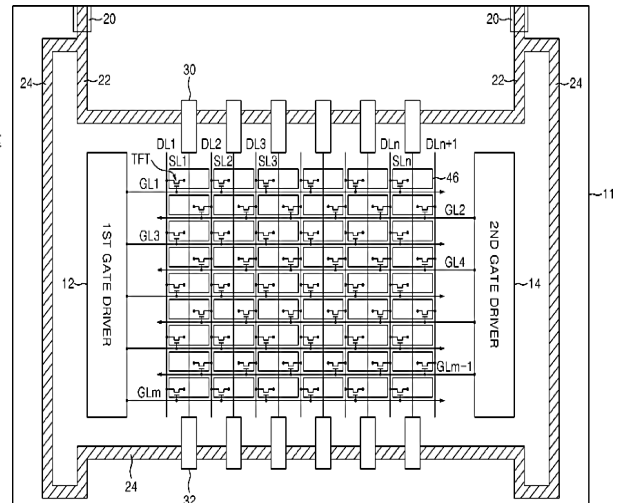 20
20
24
22
30
22
24
DL1
DL2
DL3
DLn
DLn+1
TFT
SL1
SL2
SL3
SLn
46
11
GL1
GL2
GL3
GL4
12
1ST GATE DRIVER
2ND GATE DRIVER
14
GLm-1
GLm
24
32